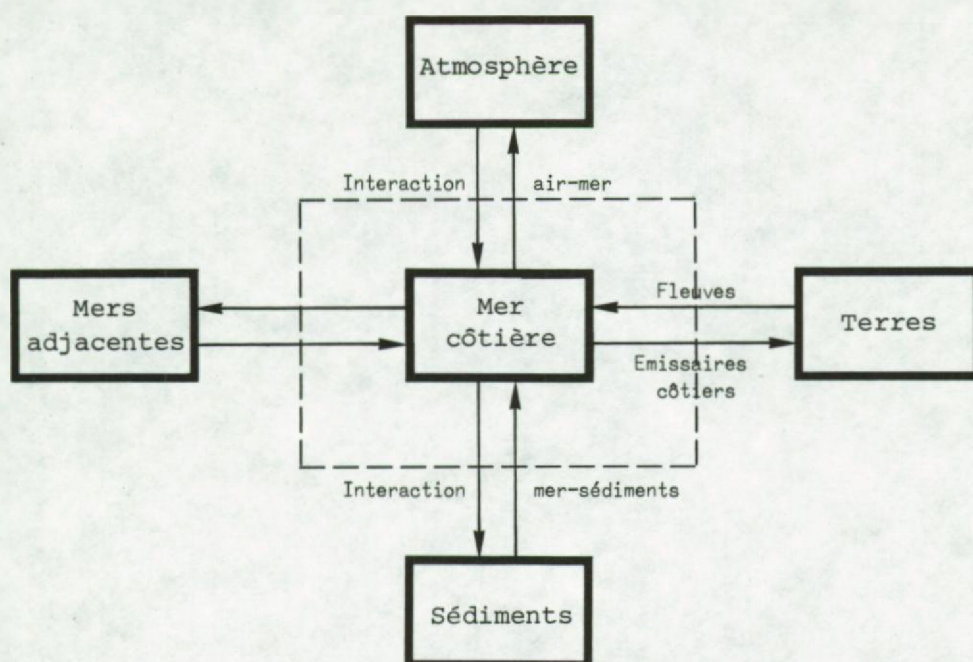 Atmosphère
Interaction air-mer
Mers
adjacentes
Mer
côtière
Fleuves
Emissaires
côtiers
Terres
Interaction mer-sédiments
Sédiments